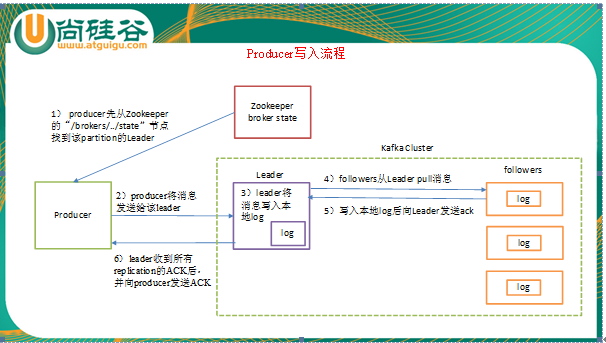 尚硅谷
www.atguigu.com
Producer写入流程
Zookeeper
broker state
1） producer先从Zookeeper
的“/brokers/../state”节点
找到该partition的Leader
Kafka Cluster
Leader
followers
Producer
2）producer将消息
发送给该leader
3）leader将
消息写入本
地log
log
4）followers从Leader pull消息
5）写入本地log后向Leader发送ack
log
log
log
6）leader收到所有
replication的ACK后，
并向producer发送ACK